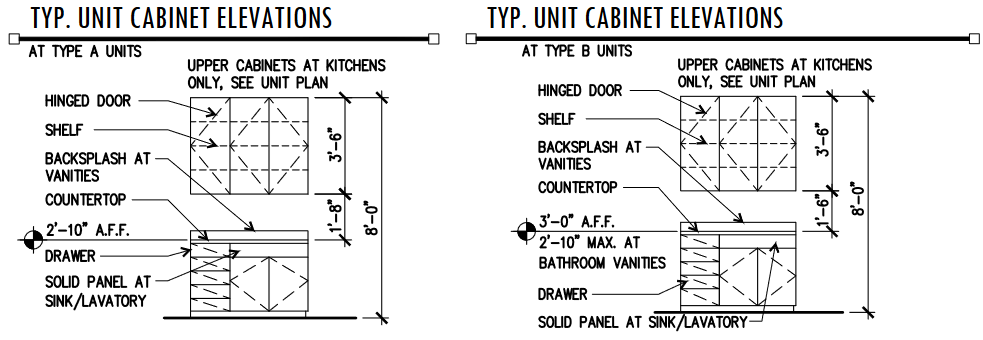 TYP. UNIT CABINET ELEVATIONS
AT TYPE A UNITS
UPPER CABINETS AT KITCHENS
ONLY, SEE UNIT PLAN
HINGED DOOR
SHELF
BACKSPLASH AT
VANITIES
COUNTERTOP
2'-10" A.F.F.
DRAWER
SOLID PANEL AT
SINK/LAVATORY
3'-6"
1'-8"
8'-0"
TYP. UNIT CABINET ELEVATIONS
AT TYPE B UNITS
UPPER CABINETS AT KITCHENS
ONLY, SEE UNIT PLAN
HINGED DOOR
SHELF
BACKSPLASH AT
VANITIES
COUNTERTOP
3'-0" A.F.F.
2'-10" MAX. AT
BATHROOM VANITIES
DRAWER
SOLID PANEL AT SINK/LAVATORY
3'-6"
1'-6"
8'-0"